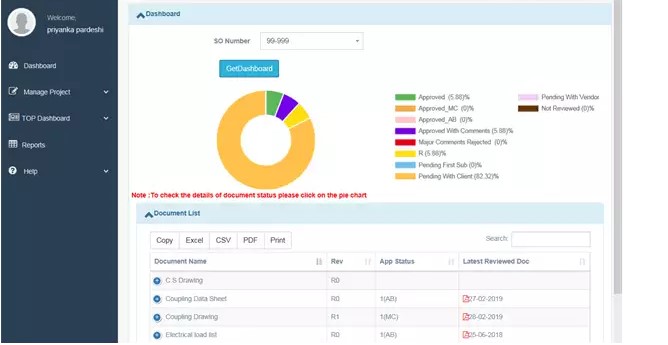 Welcome,
priyanka pardeshi
Dashboard
Manage Project
TOP Dashboard
Reports
Help
Dashboard
SO Number 99-999
GetDashboard
Approved (5.88)%
Approved_MC (0)%
Approved_AB (0)%
Approved With Comments (5.88)%
Major Comments Rejected (0)%
R (5.88)%
Pending First Sub (0)%
Pending With Client (82.32)%
Pending With Vendor
Not Reviewed (0)%
Note :To check the details of document status please click on the pie chart
Document List
Copy Excel CSV PDF Print
Search:
Document Name Rev App Status Latest Reviewed Doc
C.S Drawing R0
Coupling Data Sheet R0 1(AB) 27-02-2019
Coupling Drawing R1 1(MC) 26-02-2019
Electrical load list R0 1(AB) 25-06-2018